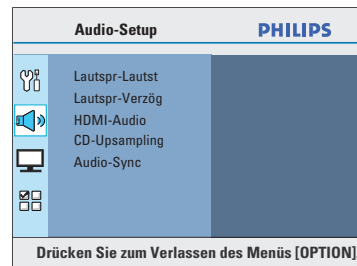 Audio-Setup
PHILIPS
Lautspr-Lautst
Lautspr-Verzög
HDMI-Audio
CD-Upsampling
Audio-Sync
Drücken Sie zum Verlassen des Menüs [OPTION]